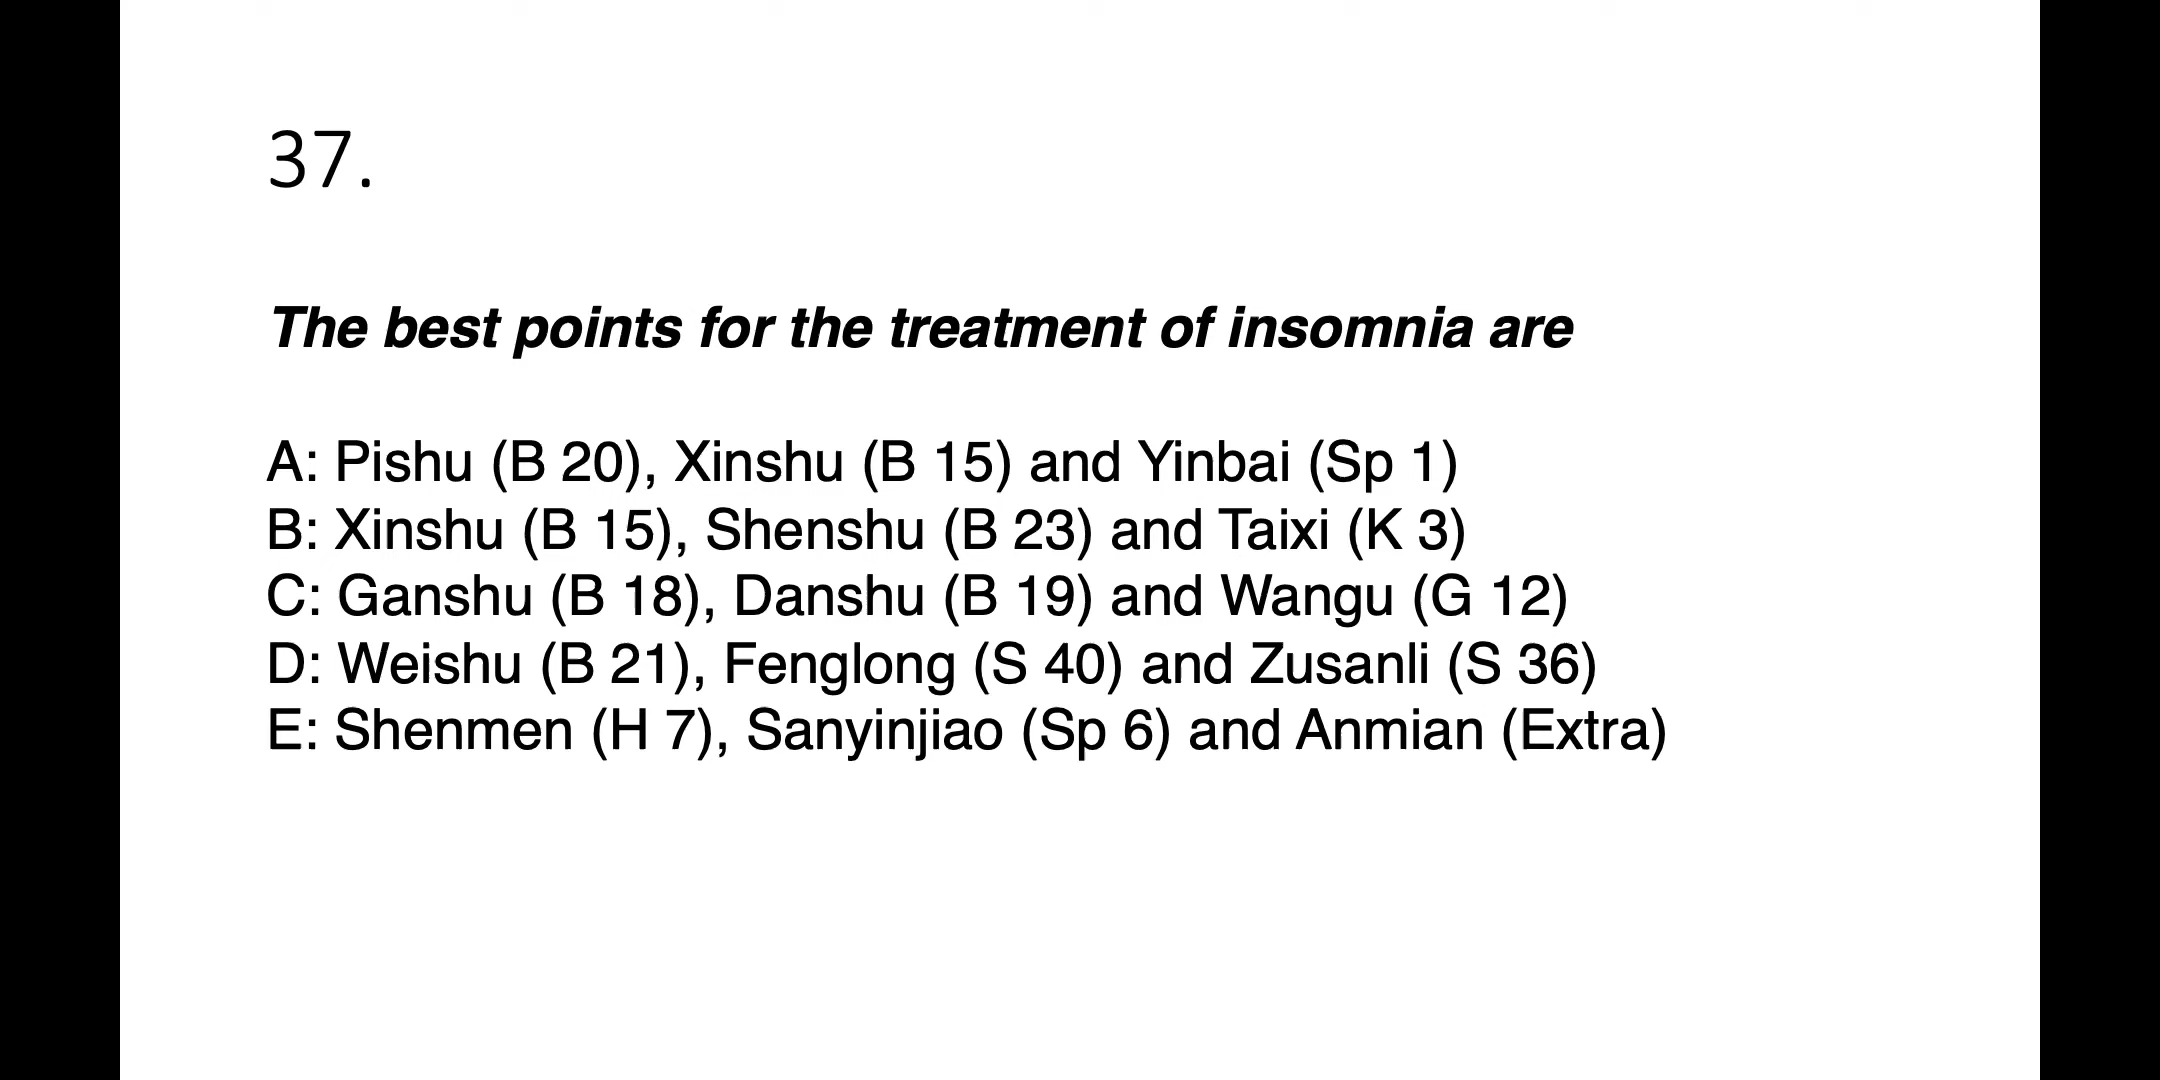 37.
The best points for the treatment of insomnia are
A: Pishu (B 20), Xinshu (B 15) and Yinbai (Sp 1)
B: Xinshu (B 15), Shenshu (B 23) and Taixi (K 3)
C: Ganshu (B 18), Danshu (B 19) and Wangu (G 12)
D: Weishu (B 21), Fenglong (S 40) and Zusanli (S 36)
E: Shenmen (H 7), Sanyinjiao (Sp 6) and Anmian (Extra)